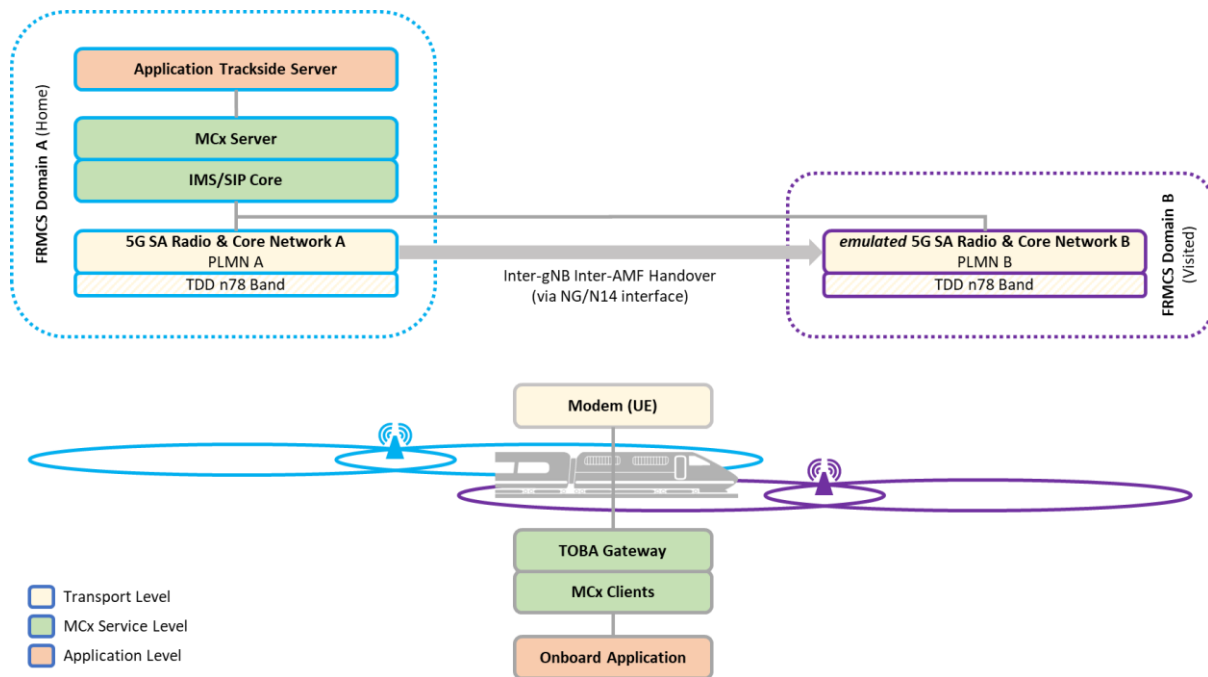 FRMCS Domain A (Home)
Application Trackside Server
MCx Server
IMS/SIP Core
5G SA Radio & Core Network A
PLMN A
TDD n78 Band
Inter-gNB Inter-AMF Handover
(via NG/N14 interface)
emulated 5G SA Radio & Core Network B
PLMN B
TDD n78 Band
FRMCS Domain B
(Visited)
Modem (UE)
TOBA Gateway
MCx Clients
Onboard Application
Transport Level
MCx Service Level
Application Level